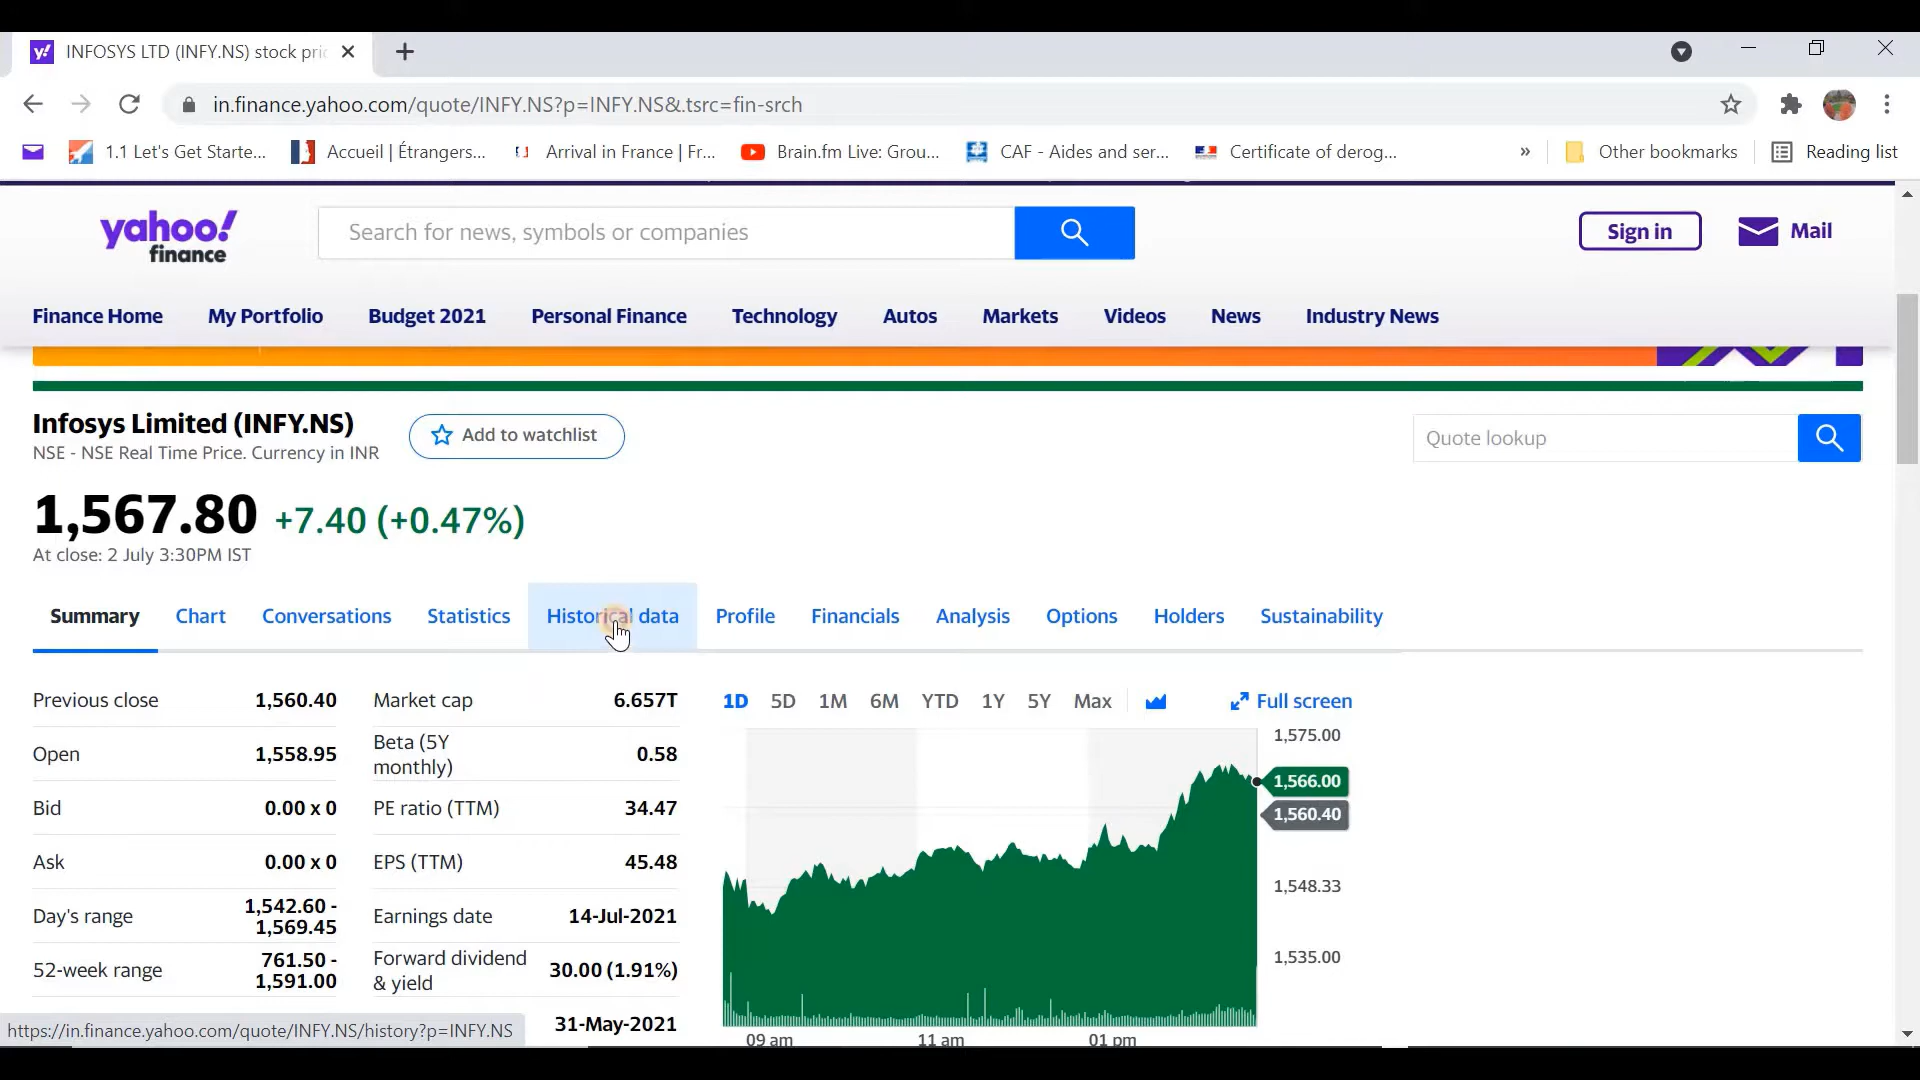 INFOSYS LTD (INFY.NS) stock pri
in.finance.yahoo.com/quote/INFY.NS?p=INFY.NS&.tsrc=fin-srch
1.1 Let's Get Starte... Accueil | Étrangers... Arrival in France | Fr... Brain.fm Live: Grou... CAF - Aides and ser... Certificate of derog... » Other bookmarks Reading list
yahoo!
finance
Search for news, symbols or companies
Sign in Mail
Finance Home My Portfolio Budget 2021 Personal Finance Technology Autos Markets Videos News Industry News
Infosys Limited (INFY.NS)
Add to watchlist
NSE - NSE Real Time Price. Currency in INR
Quote lookup
1,567.80 +7.40 (+0.47%)
At close: 2 July 3:30PM IST
Summary Chart Conversations Statistics Historical data Profile Financials Analysis Options Holders Sustainability
Previous close 1,560.40
Open 1,558.95
Bid 0.00 x 0
Ask 0.00 x 0
Day's range 1,542.60 -
1,569.45
52-week range 761.50 -
1,591.00
Market cap 6.657T
Beta (5Y
monthly) 0.58
PE ratio (TTM) 34.47
EPS (TTM) 45.48
Earnings date 14-Jul-2021
Forward dividend
& yield 30.00 (1.91%)
31-May-2021
1D 5D 1M 6M YTD 1Y 5Y Max Full screen
1,575.00
1,566.00
1,560.40
1,548.33
1,535.00
09 am 11 am 01 pm
https://in.finance.yahoo.com/quote/INFY.NS/history?p=INFY.NS